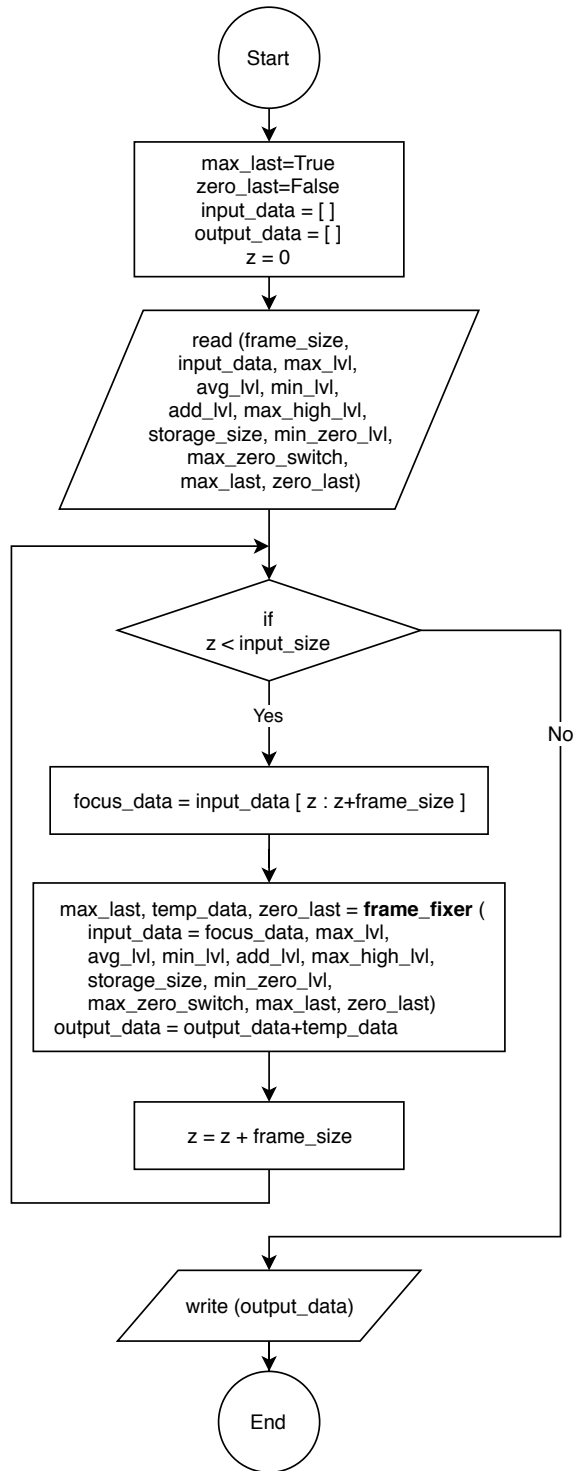 Start
max_last=True
zero_last=False
input_data = [ ]
output_data = [ ]
z = 0
read (frame_size,
input_data, max_lvl,
avg_lvl, min_lvl,
add_lvl, max_high_lvl,
storage_size, min_zero_lvl,
max_zero_switch,
max_last, zero_last)
if
z < input_size
Yes
No
focus_data = input_data [ z : z+frame_size ]
max_last, temp_data, zero_last = frame_fixer (
input_data = focus_data, max_lvl,
avg_lvl, min_lvl, add_lvl, max_high_lvl,
storage_size, min_zero_lvl,
max_zero_switch, max_last, zero_last)
output_data = output_data+temp_data
z = z + frame_size
write (output_data)
End